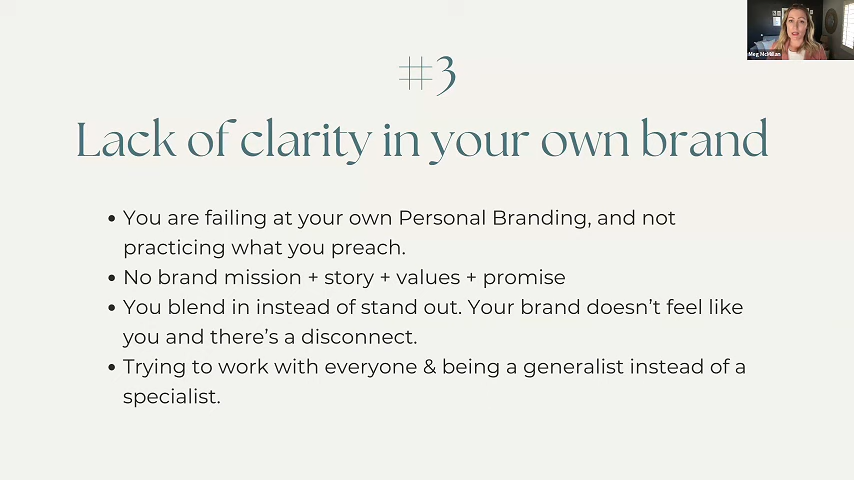 #3
Lack of clarity in your own brand
• You are failing at your own Personal Branding, and not
practicing what you preach.
• No brand mission + story + values + promise
• You blend in instead of stand out. Your brand doesn’t feel like
you and there’s a disconnect.
• Trying to work with everyone & being a generalist instead of a
specialist.
Meg McMillan